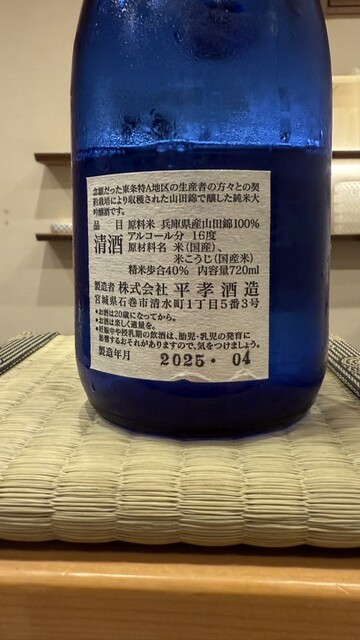 念願だった東条特A地区の生産者の方々との契
約栽培により収穫された山田錦で醸した純米大
吟醸酒です。
品 目 原料米 兵庫県産山田錦100%
清酒 アルコール分 16度
原材料名 米(国産)、
米こうじ(国産米)
精米歩合40% 内容量720ml
製造者 株式会社 平孝酒造
宮城県石巻市清水町1丁目5番3号
*お酒は20歳になってから。
*お酒は楽しく適量を。
*妊娠中や授乳期の飲酒は、胎児・乳児の発育に
影響するおそれがありますので、気をつけましょう。
製造年月 2025. 04